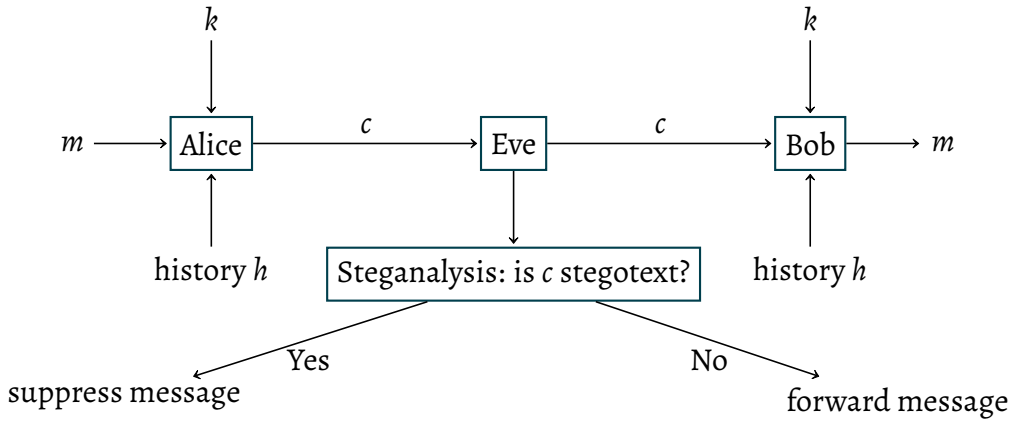 k
k
m
Alice
c
Eve
c
Bob
m
history h
Steganalysis: is c stegotext?
history h
Yes
No
suppress message
forward message